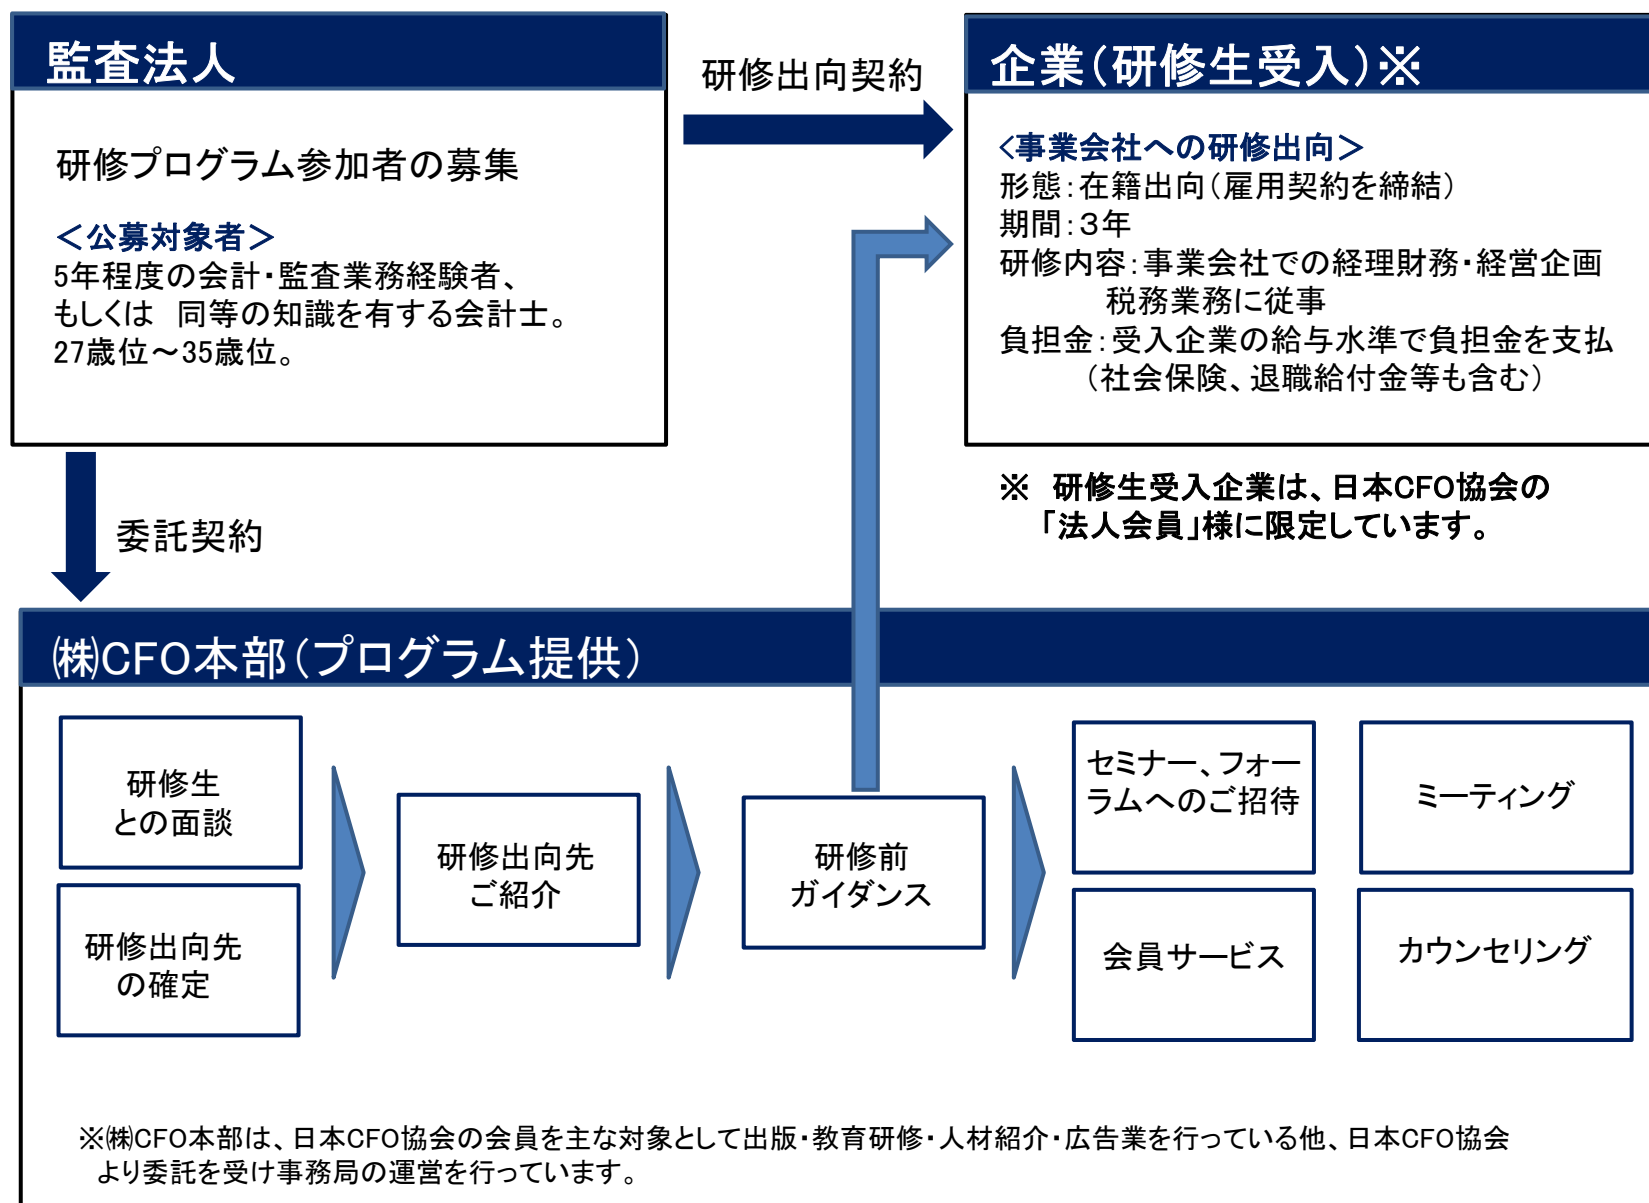 監査法人
研修プログラム参加者の募集
＜公募対象者＞
5年程度の会計・監査業務経験者、
もしくは　同等の知識を有する会計士。
27歳位～35歳位。
研修出向契約
企業（研修生受入）※
＜事業会社への研修出向＞
形態：在籍出向（雇用契約を締結）
期間：３年
研修内容：事業会社での経理財務・経営企画
税務業務に従事
負担金：受入企業の給与水準で負担金を支払
（社会保険、退職給付金等も含む）
※　研修生受入企業は、日本CFO協会の
「法人会員」様に限定しています。
委託契約
㈱CFO本部（プログラム提供）
研修生
との面談
研修出向先
の確定
研修出向先
ご紹介
研修前
ガイダンス
セミナー、フォー
ラムへのご招待
ミーティング
会員サービス
カウンセリング
※㈱CFO本部は、日本CFO協会の会員を主な対象として出版・教育研修・人材紹介・広告業を行っている他、日本CFO協会
より委託を受け事務局の運営を行っています。